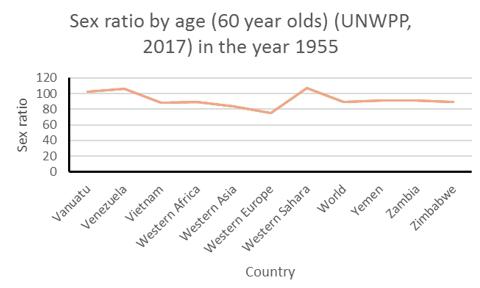 Sex ratio by age (60 year olds) (UNWPP,
2017) in the year 1955
Sex ratio
120
100
80
60
40
20
0
Vanuatu
Venezuela
Vietnam
Western Africa
Western Asia
Western Europe
Western Sahara
World
Yemen
Zambia
Zimbabwe
Country